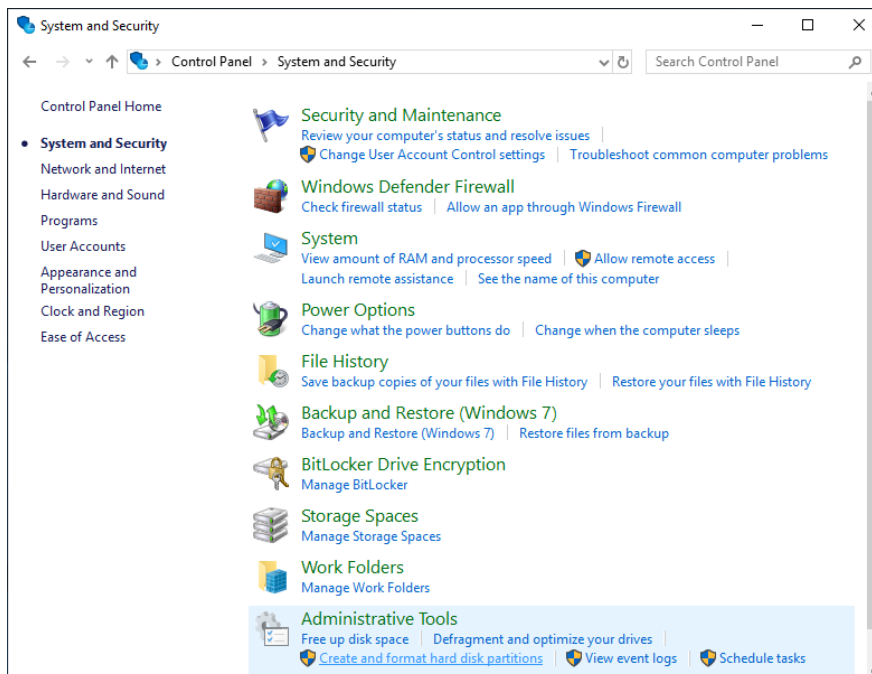 System and Security
Control Panel > System and Security
Search Control Panel
Control Panel Home
System and Security
Network and Internet
Hardware and Sound
Programs
User Accounts
Appearance and
Personalization
Clock and Region
Ease of Access
Security and Maintenance
Review your computer's status and resolve issues
Change User Account Control settings
Troubleshoot common computer problems
Windows Defender Firewall
Check firewall status
Allow an app through Windows Firewall
System
View amount of RAM and processor speed
Allow remote access
Launch remote assistance
See the name of this computer
Power Options
Change what the power buttons do
Change when the computer sleeps
File History
Save backup copies of your files with File History
Restore your files with File History
Backup and Restore (Windows 7)
Backup and Restore (Windows 7)
Restore files from backup
BitLocker Drive Encryption
Manage BitLocker
Storage Spaces
Manage Storage Spaces
Work Folders
Manage Work Folders
Administrative Tools
Free up disk space
Defragment and optimize your drives
Create and format hard disk partitions
View event logs
Schedule tasks